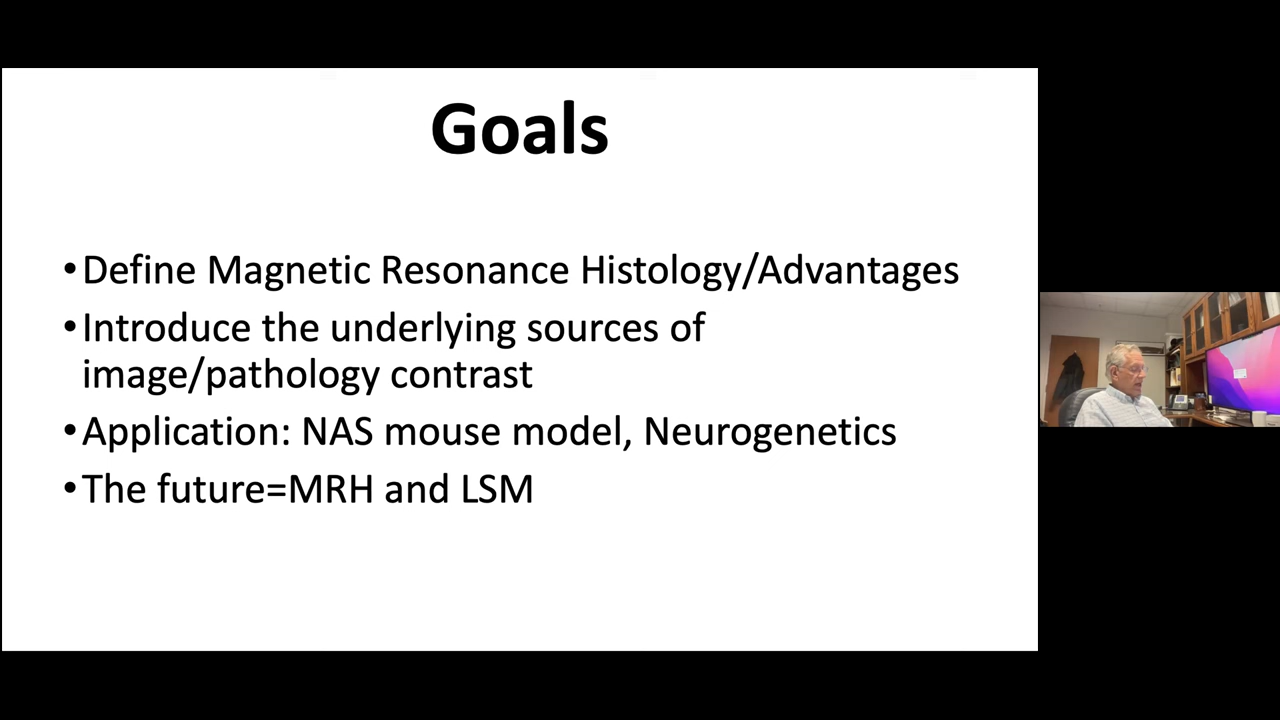 Goals
•Define Magnetic Resonance Histology/Advantages
•Introduce the underlying sources of
image/pathology contrast
•Application: NAS mouse model, Neurogenetics
•The future=MRH and LSM